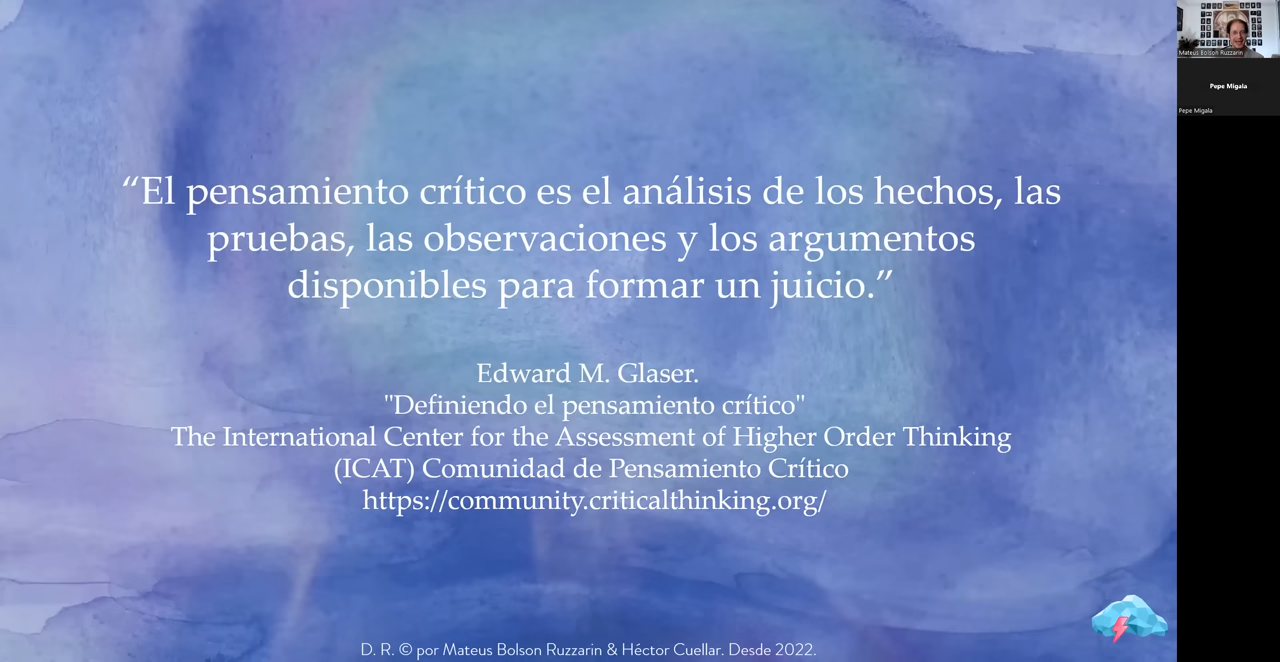 “El pensamiento crítico es el análisis de los hechos, las
pruebas, las observaciones y los argumentos
disponibles para formar un juicio.”
Edward M. Glaser.
"Definiendo el pensamiento crítico"
The International Center for the Assessment of Higher Order Thinking
(ICAT) Comunidad de Pensamiento Crítico
https://community.criticalthinking.org/
D. R. © por Mateus Bolson Ruzzarin & Héctor Cuellar. Desde 2022.
Mateus Bolson Ruzzarin
Pepe Migala
Pepe Migala